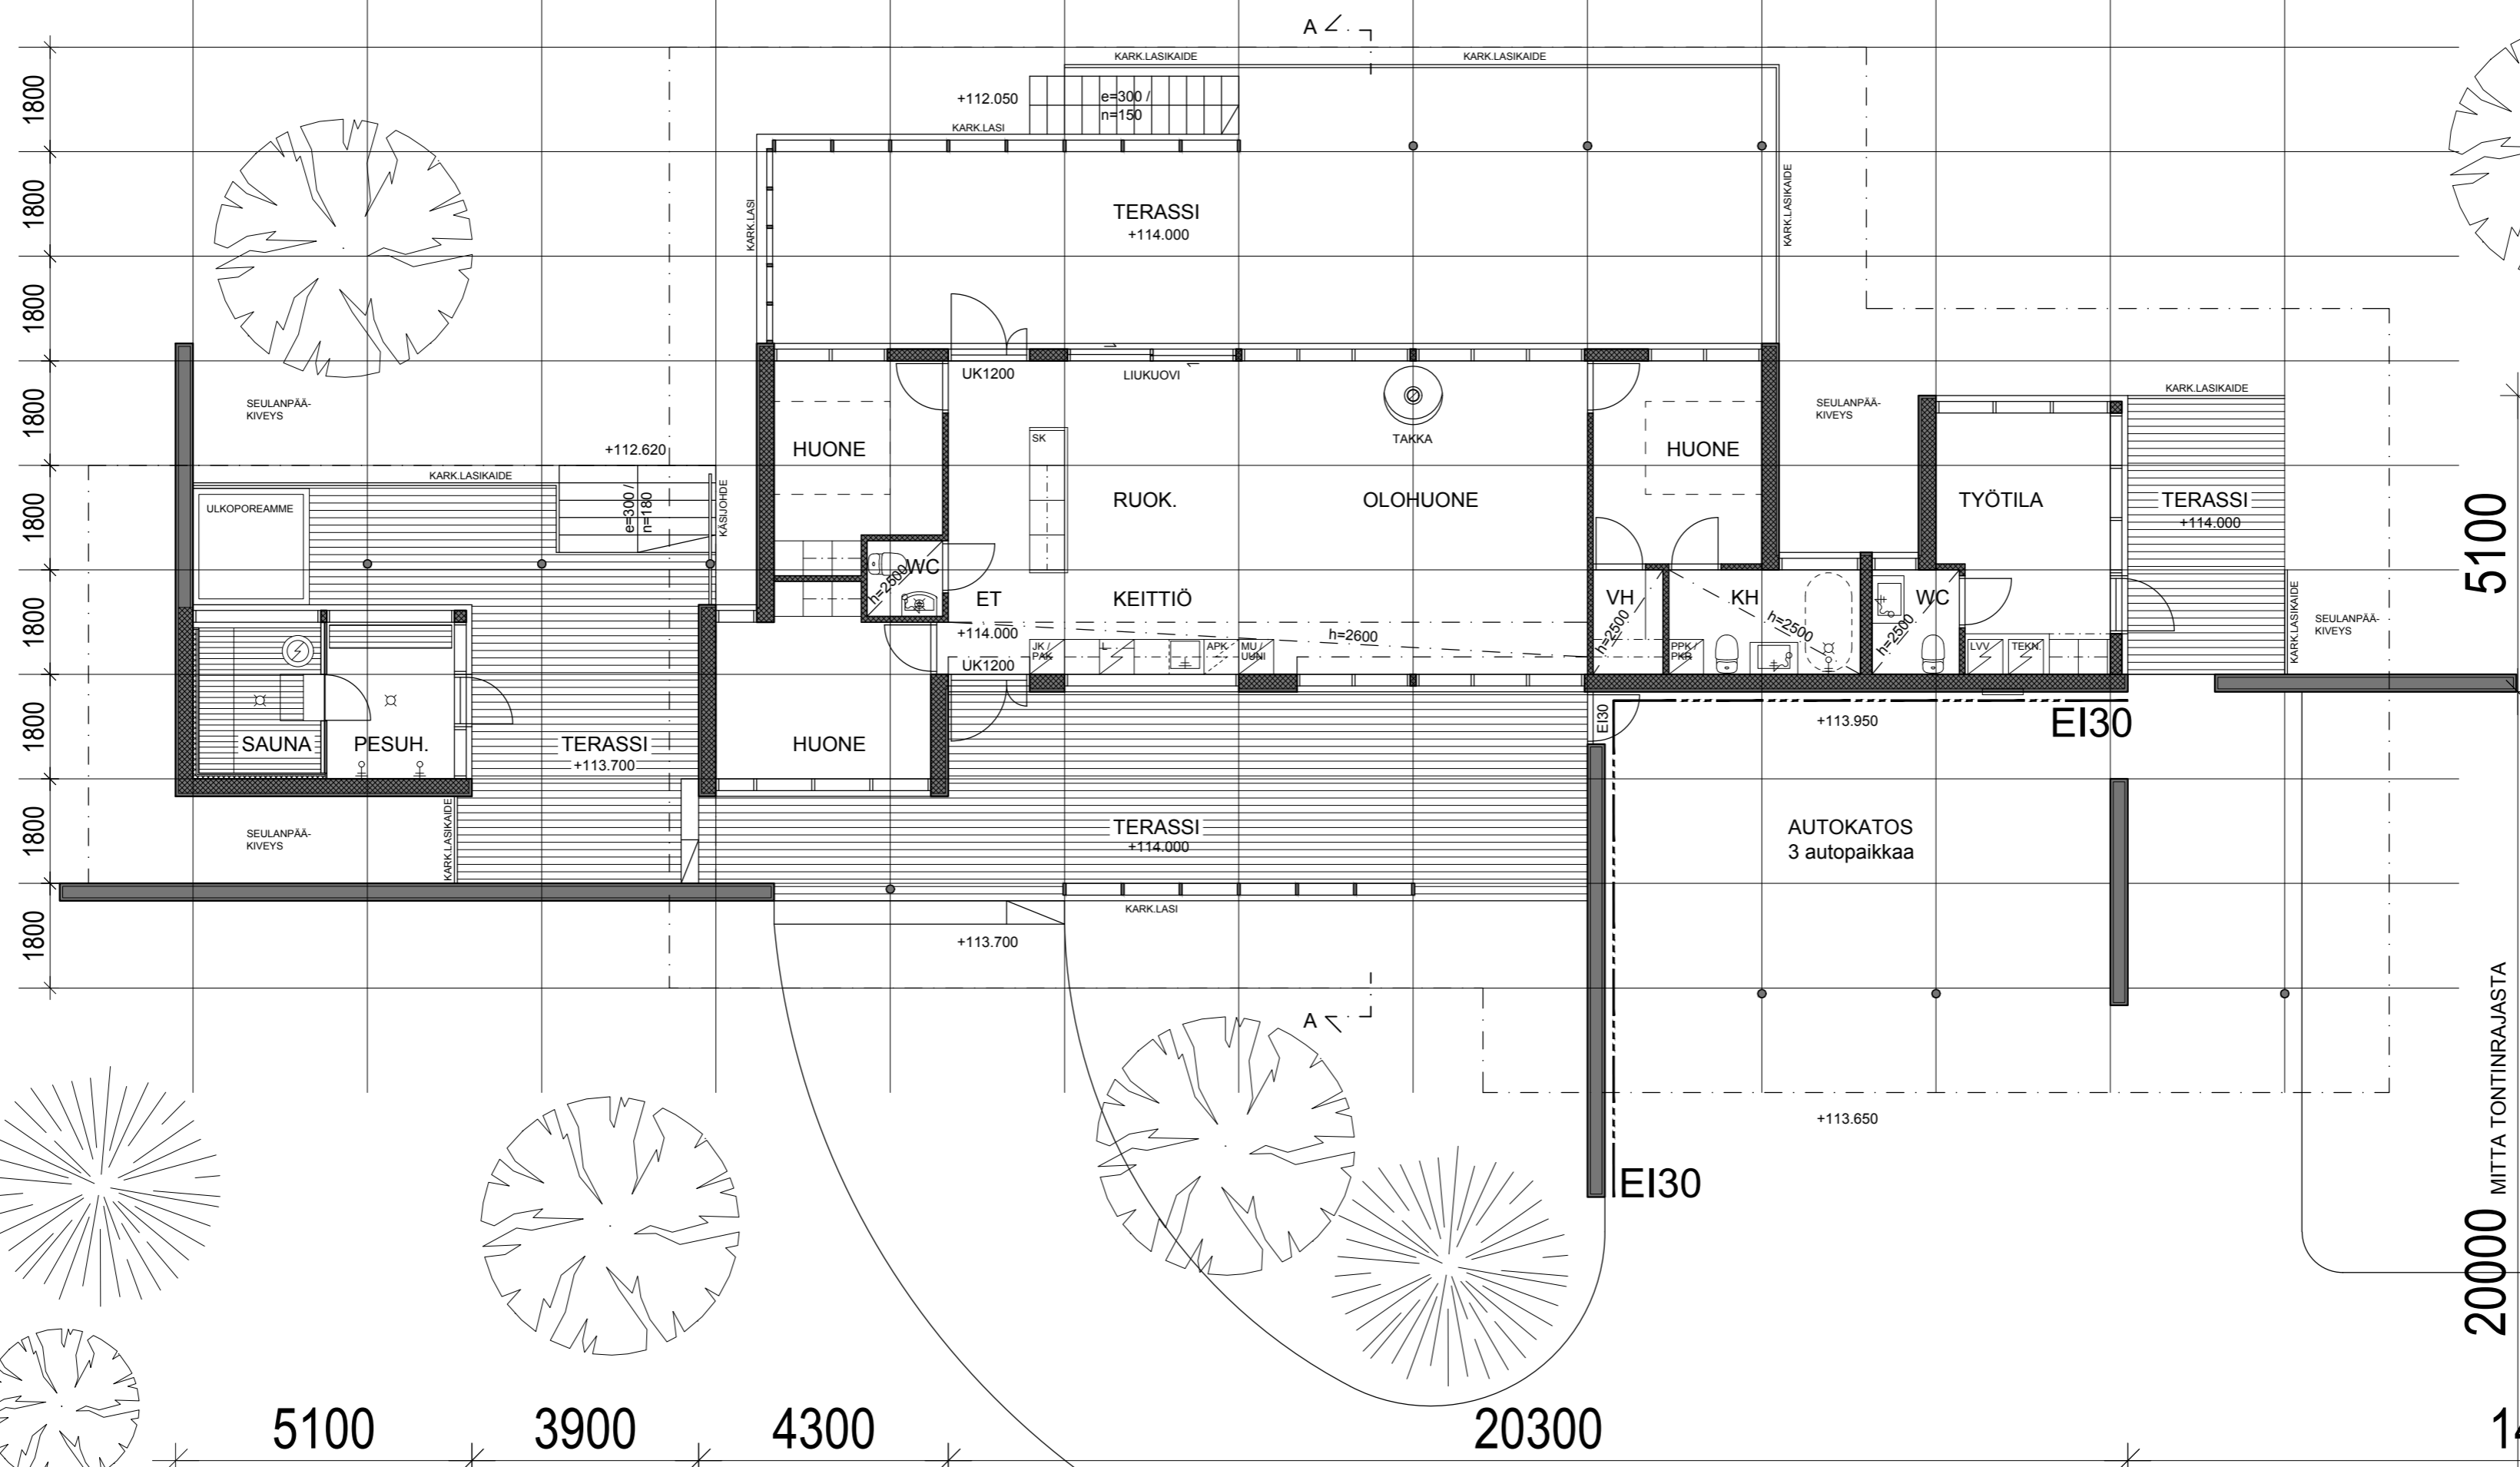 A
KARK.LASIKAIDE
KARK.LASIKAIDE
1800
+112.050
e=300 /
n=150
KARK.LASI
1800
KARK.LASI
TERASSI
+114.000
KARK.LASIKAIDE
1800
UK1200
LIUKUOVI
1800
SEULANPÄÄ-
KIVEYS
SEULANPÄÄ-
KIVEYS
KARK.LASIKAIDE
+112.620
HUONE
SK
TAKKA
HUONE
KARK.LASIKAIDE
1800
ULKOPOREAMME
e=300 /
n=180
KÄSIJOHDE
RUOK.
OLOHUONE
TYÖTILA
TERASSI
+114.000
5100
WC
h=2500
1800
ET
+114.000
KEITTIÖ
h=2600
VH
h=2500
KH
h=2500
WC
h=2500
KARK.LASIKAIDE
SEULANPÄÄ-
KIVEYS
UK1200
JK /
PAK
L
APK
MU /
UUNI
PPK /
PKR
LVV
TEKN.
1800
SAUNA
PESUH.
TERASSI
+113.700
HUONE
EI30
+113.950
EI30
1800
SEULANPÄÄ-
KIVEYS
KARK.LASIKAIDE
TERASSI
+114.000
AUTOKATOS
3 autopaikkaa
1800
KARK.LASI
+113.700
A
+113.650
EI30
20000 MITTA TONTINRAJASTA
5100
3900
4300
20300
14